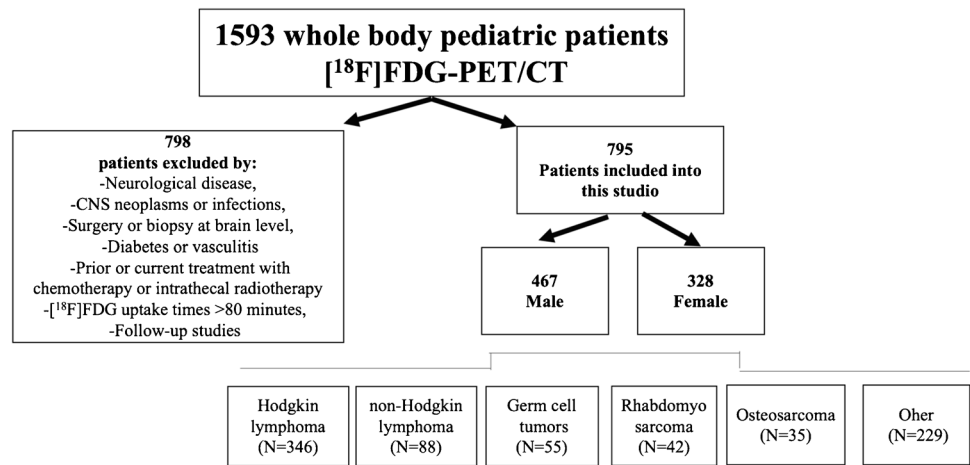 1593 whole body pediatric patients
[¹⁸F]FDG-PET/CT
798
patients excluded by:
-Neurological disease,
-CNS neoplasms or infections,
-Surgery or biopsy at brain level,
-Diabetes or vasculitis
-Prior or current treatment with
chemotherapy or intrathecal radiotherapy
-[¹⁸F]FDG uptake times >80 minutes,
-Follow-up studies
795
Patients included into
this studio
467
Male
328
Female
Hodgkin
lymphoma
(N=346)
non-Hodgkin
lymphoma
(N=88)
Germ cell
tumors
(N=55)
Rhabdomyo
sarcoma
(N=42)
Osteosarcoma
(N=35)
Oher
(N=229)